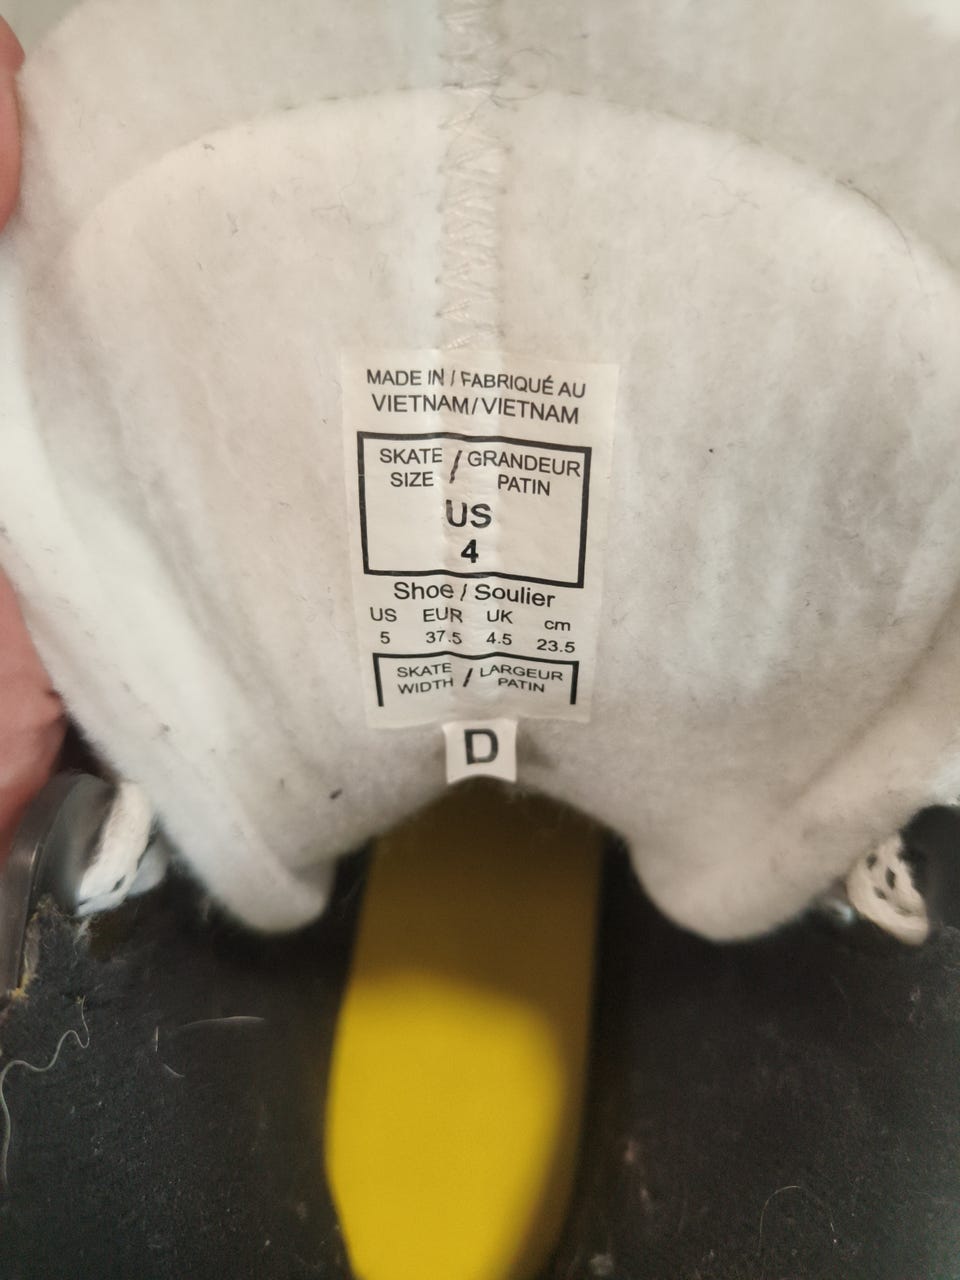 MADE IN / FABRIQUÉ AU
VIETNAM/VIETNAM
SKATE / GRANDEUR
SIZE PATIN
US
4
Shoe / Soulier
US EUR UK cm
5 37.5 4.5 23.5
SKATE / LARGEUR
WIDTH PATIN
D